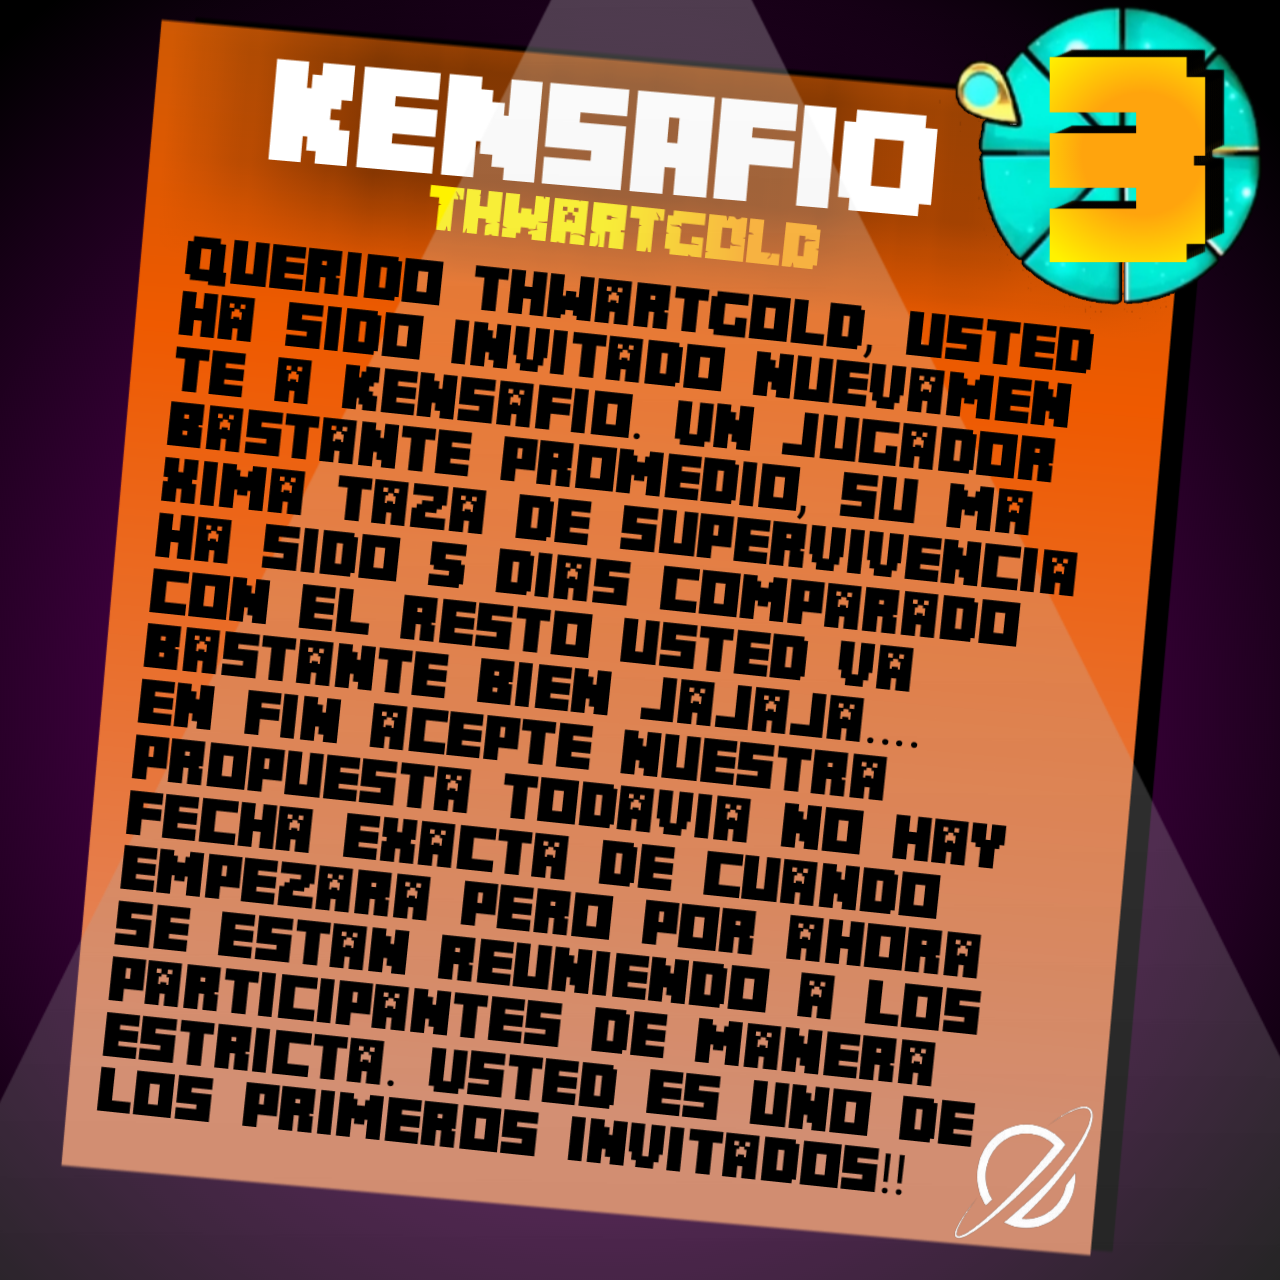 KENSAFIO
3
THWARTGOLD
QUERIDO THWARTGOLD, USTED
HA SIDO INVITADO NUEVAMEN
TE A KENSAFIO. UN JUGADOR
BASTANTE PROMEDIO, SU MA
XIMA TAZA DE SUPERVIVENCIA
HA SIDO 5 DIAS COMPARADO
CON EL RESTO USTED VA
BASTANTE BIEN JAJAJA....
EN FIN ACEPTE NUESTRA
PROPUESTA TODAVIA NO HAY
FECHA EXACTA DE CUANDO
EMPEZARA PERO POR AHORA
SE ESTAN REUNIENDO A LOS
PARTICIPANTES DE MANERA
ESTRICTA. USTED ES UNO DE
LOS PRIMEROS INVITADOS!!